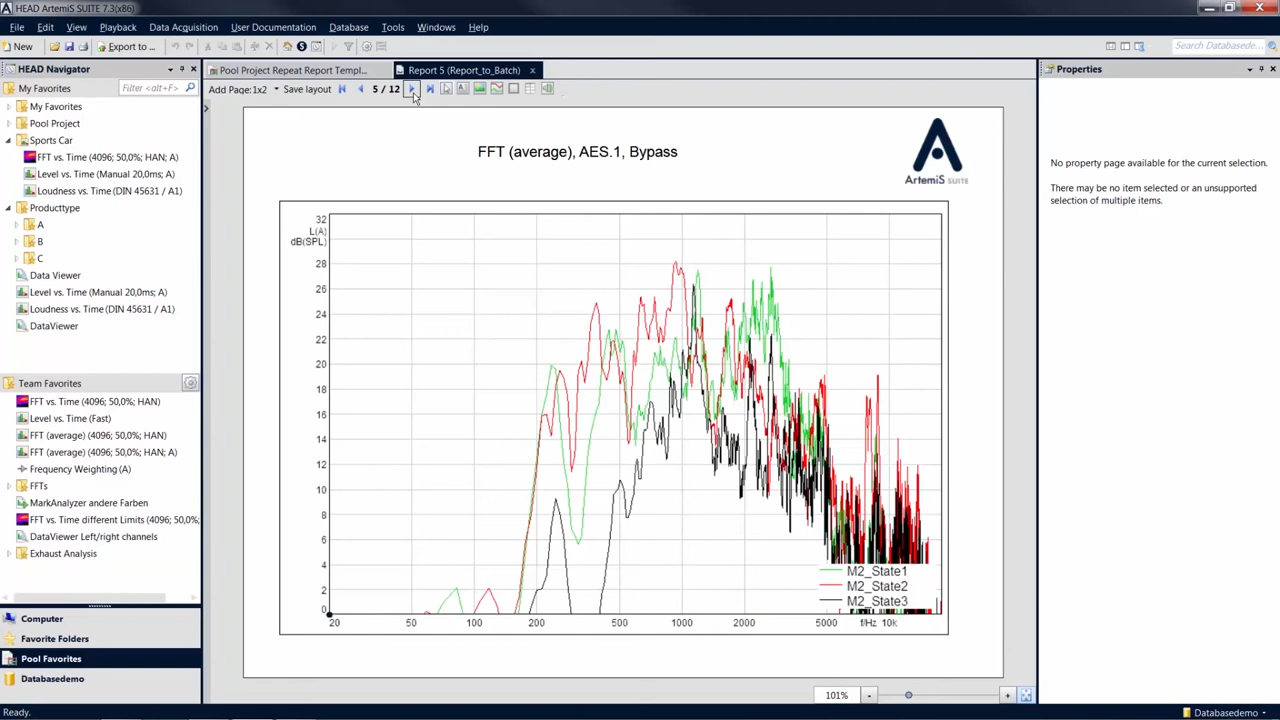 HEAD ArtemiS SUITE 7.3(x86)
File Edit View Playback Data Acquisition User Documentation Database Tools Windows Help
New Export to ... Search Databasedemo
HEAD Navigator
My Favorites Filter <alt+F>
My Favorites
Pool Project
Sports Car
FFT vs. Time (4096; 50,0%; HAN; A)
Level vs. Time (Manual 20,0ms; A)
Loudness vs. Time (DIN 45631 / A1)
Producttype
A
B
C
Data Viewer
Level vs. Time (Manual 20,0ms; A)
Loudness vs. Time (DIN 45631 / A1)
DataViewer
Team Favorites
FFT vs. Time (4096; 50,0%; HAN)
Level vs. Time (Fast)
FFT (average) (4096; 50,0%; HAN)
FFT (average) (4096; 50,0%; HAN; A)
Frequency Weighting (A)
FFTs
MarkAnalyzer andere Farben
FFT vs. Time different Limits (4096; 50,0%;
DataViewer Left/right channels
Exhaust Analysis
Computer
Favorite Folders
Pool Favorites
Databasedemo
Pool Project Repeat Report Templ...
Report 5 (Report_to_Batch)
Add Page:1x2 Save layout 5 / 12
FFT (average), AES.1, Bypass
ArtemiS SUITE
32
L(A)
dB(SPL)
28
26
24
22
20
18
16
14
12
10
8
6
4
2
0
20 50 100 200 500 1000 2000 5000 f/Hz 10k
M2_State1
M2_State2
M2_State3
101%
Properties
No property page available for the current selection.
There may be no item selected or an unsupported
selection of multiple items.
Databasedemo